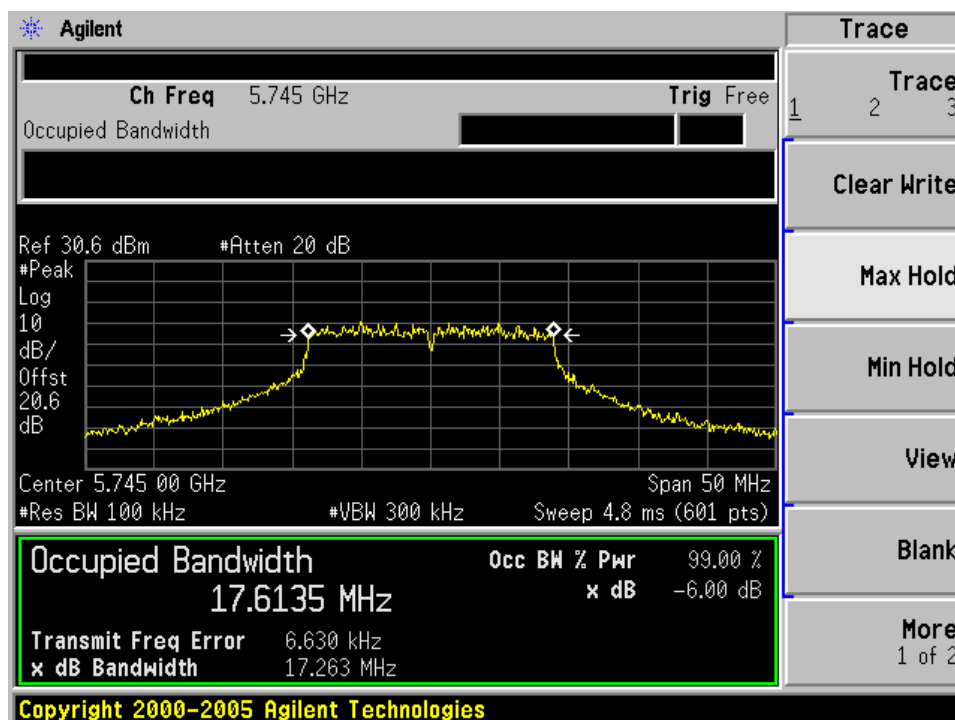 Agilent
Trace
Ch Freq 5.745 GHz Trig Free
Occupied Bandwidth
Trace
1 2 3
Clear Write
Ref 30.6 dBm #Atten 20 dB
#Peak
Log
10
dB/
Offst
20.6
dB
Max Hold
Min Hold
View
Center 5.745 00 GHz Span 50 MHz
#Res BW 100 kHz #VBW 300 kHz Sweep 4.8 ms (601 pts)
Occupied Bandwidth
17.6135 MHz
Occ BW % Pwr 99.00 %
x dB -6.00 dB
Transmit Freq Error 6.630 kHz
x dB Bandwidth 17.263 MHz
Blank
More
1 of 2
Copyright 2000-2005 Agilent Technologies